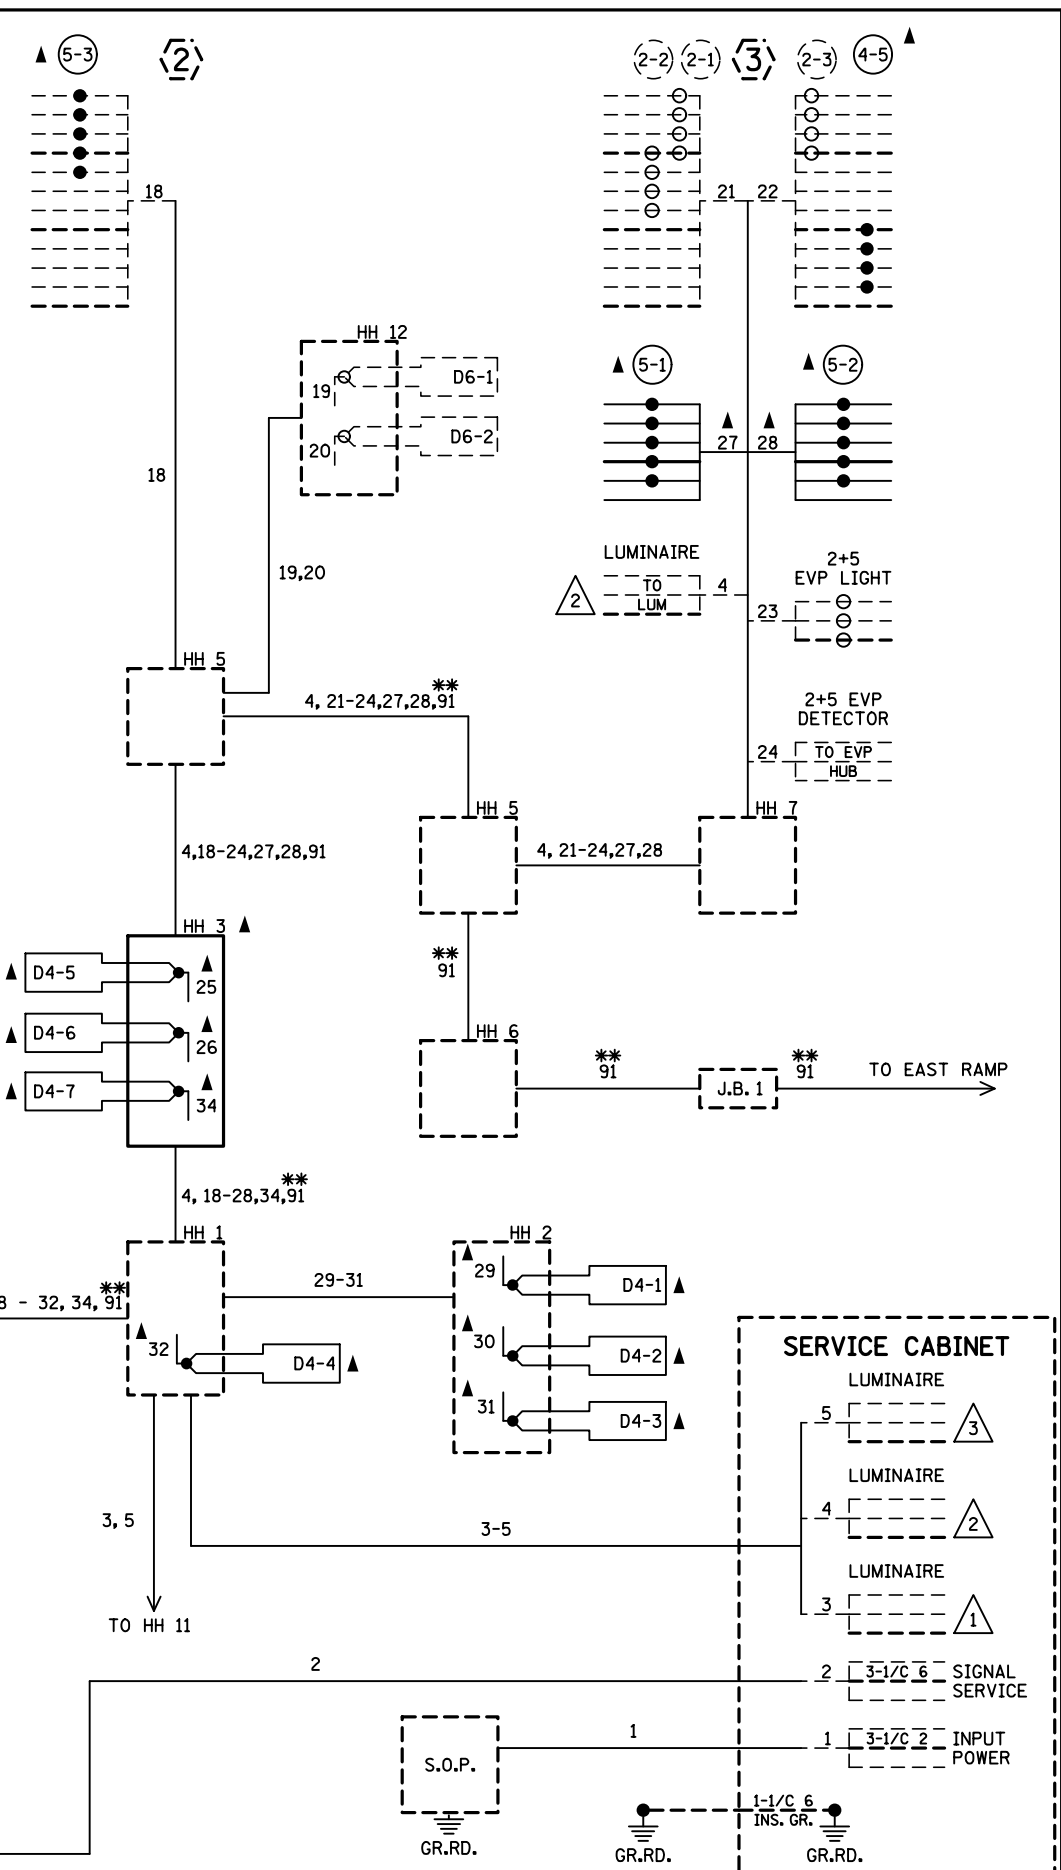 5-3
2
2-2
2-1
3
2-3
4-5
18
21
22
HH 12
19
D6-1
20
D6-2
5-1
5-2
27
28
18
19,20
LUMINAIRE
TO
LUM
2
4
2+5
EVP LIGHT
23
HH 5
**
4, 21-24,27,28,91
2+5 EVP
DETECTOR
24
TO EVP
HUB
HH 5
HH 7
4,18-24,27,28,91
4, 21-24,27,28
HH 3
D4-5
25
D4-6
26
D4-7
34
**
91
HH 6
**
91
J.B. 1
**
91
TO EAST RAMP
**
4, 18-28,34,91
HH 1
HH 2
29-31
29
D4-1
**
8 - 32, 34, 91
32
D4-4
30
D4-2
31
D4-3
SERVICE CABINET
LUMINAIRE
5
3
LUMINAIRE
4
2
LUMINAIRE
3
1
3, 5
3-5
TO HH 11
2
2
3-1/C 6
SIGNAL
SERVICE
1
1
3-1/C 2
INPUT
POWER
S.O.P.
GR.RD.
1-1/C 6
INS. GR.
GR.RD.
GR.RD.